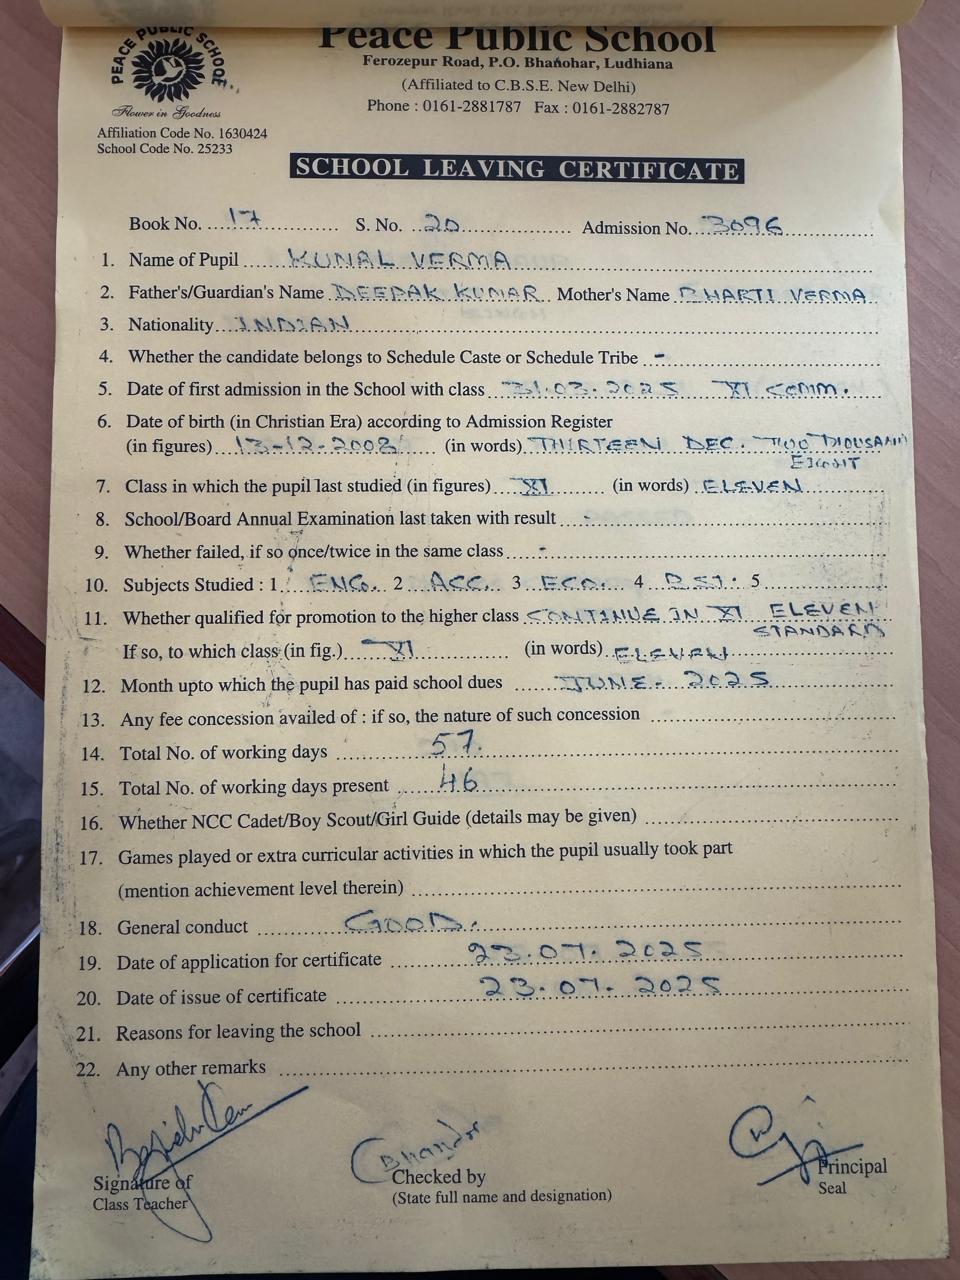 PEACE PUBLIC SCHOOL
Flower in Goodness
Affiliation Code No. 1630424
School Code No. 25233
Peace Public School
Ferozepur Road, P.O. Bhanohar, Ludhiana
(Affiliated to C.B.S.E. New Delhi)
Phone : 0161-2881787 Fax : 0161-2882787
SCHOOL LEAVING CERTIFICATE
Book No. 17 S. No. 20 Admission No. 3096
1. Name of Pupil KUNAL VERMA
2. Father's/Guardian's Name DEEPAK KUMAR Mother's Name BHARTI VERMA
3. Nationality INDIAN
4. Whether the candidate belongs to Schedule Caste or Schedule Tribe -
5. Date of first admission in the School with class 31.03.2025 XI COMM.
6. Date of birth (in Christian Era) according to Admission Register
(in figures) 13-12-2008 (in words) THIRTEEN DEC. TWO THOUSAND
EIGHT
7. Class in which the pupil last studied (in figures) XI (in words) ELEVEN
8. School/Board Annual Examination last taken with result -
9. Whether failed, if so once/twice in the same class -
10. Subjects Studied : 1. ENG. 2 ACC. 3 ECO. 4 B.ST. 5
11. Whether qualified for promotion to the higher class CONTINUE IN XI ELEVEN
STANDARD
If so, to which class (in fig.) XI (in words) ELEVEN
12. Month upto which the pupil has paid school dues JUNE - 2025
13. Any fee concession availed of : if so, the nature of such concession
14. Total No. of working days 57.
15. Total No. of working days present 46
16. Whether NCC Cadet/Boy Scout/Girl Guide (details may be given)
17. Games played or extra curricular activities in which the pupil usually took part
(mention achievement level therein)
18. General conduct GOOD.
19. Date of application for certificate 23.07.2025
20. Date of issue of certificate 23.07.2025
21. Reasons for leaving the school
22. Any other remarks
Signature of
Class Teacher
Checked by
(State full name and designation)
Principal
Seal